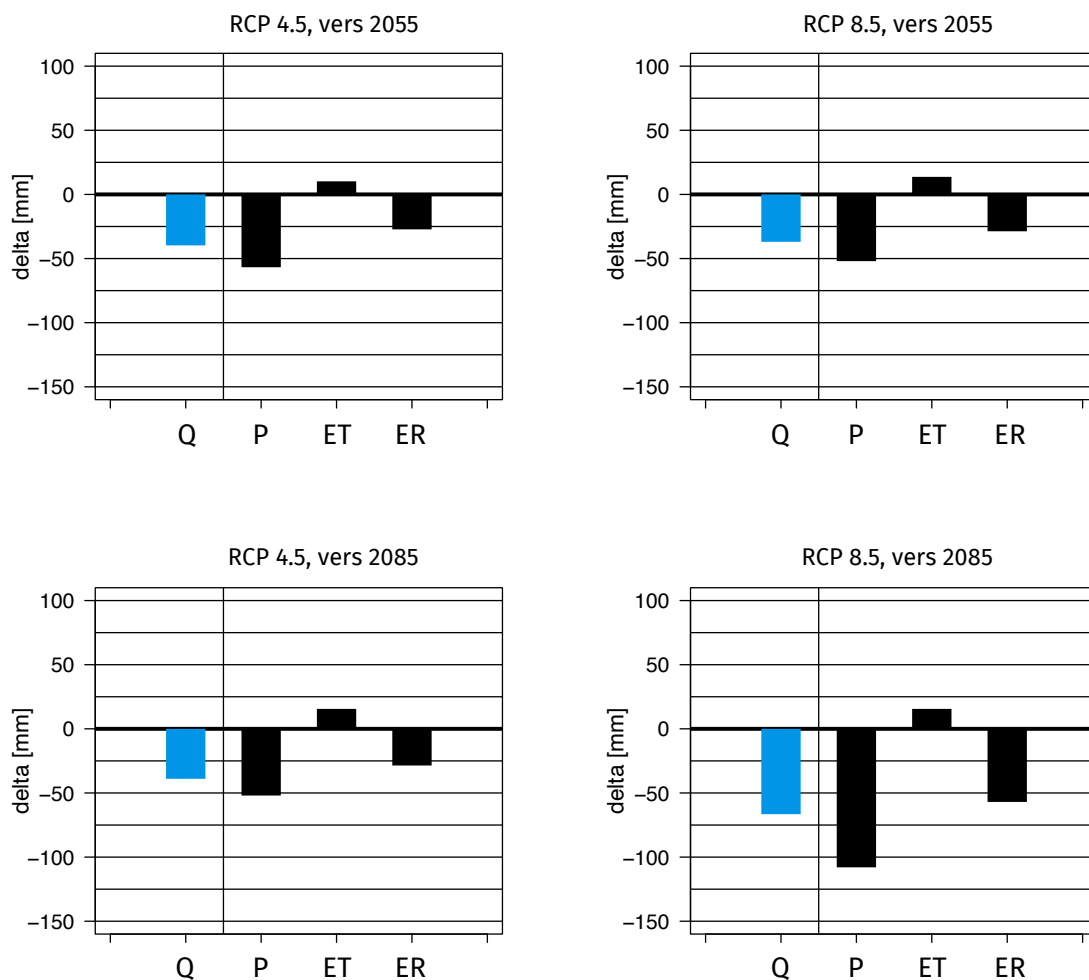 RCP 4.5, vers 2055
delta [mm]
100
50
0
−50
−100
−150
Q P ET ER
RCP 8.5, vers 2055
delta [mm]
100
50
0
−50
−100
−150
Q P ET ER
RCP 4.5, vers 2085
delta [mm]
100
50
0
−50
−100
−150
Q P ET ER
RCP 8.5, vers 2085
delta [mm]
100
50
0
−50
−100
−150
Q P ET ER